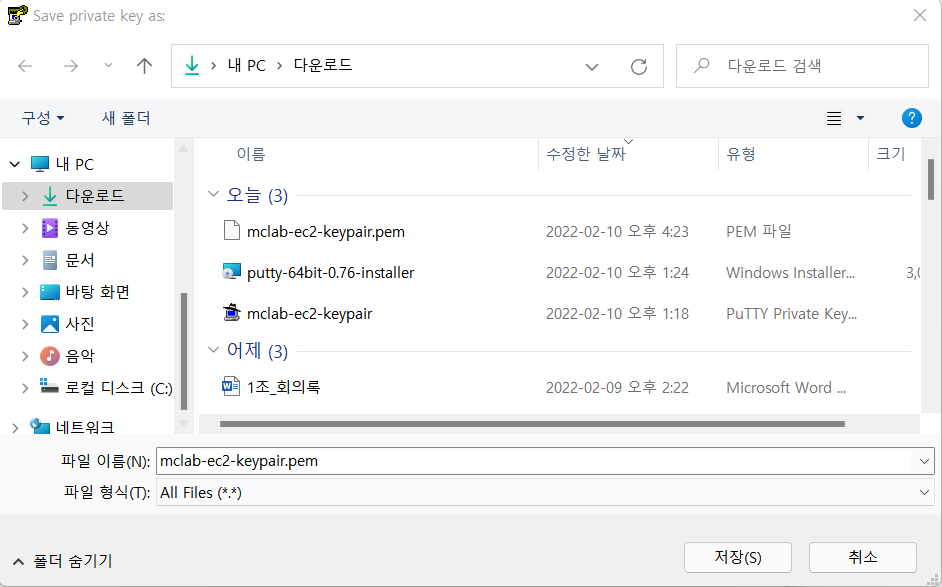 Save private key as:
내 PC
다운로드
다운로드 검색
구성
새 폴더
?
내 PC
다운로드
동영상
문서
바탕 화면
사진
음악
로컬 디스크 (C:)
네트워크
이름
수정한 날짜
유형
크기
오늘 (3)
mclab-ec2-keypair.pem
2022-02-10 오후 4:23
PEM 파일
putty-64bit-0.76-installer
2022-02-10 오후 1:24
Windows Installer...
mclab-ec2-keypair
2022-02-10 오후 1:18
PuTTY Private Key...
어제 (3)
1조_회의록
2022-02-09 오후 2:22
Microsoft Word ...
파일 이름(N):
mclab-ec2-keypair.pem
파일 형식(T):
All Files (*.*)
폴더 숨기기
저장(S)
취소